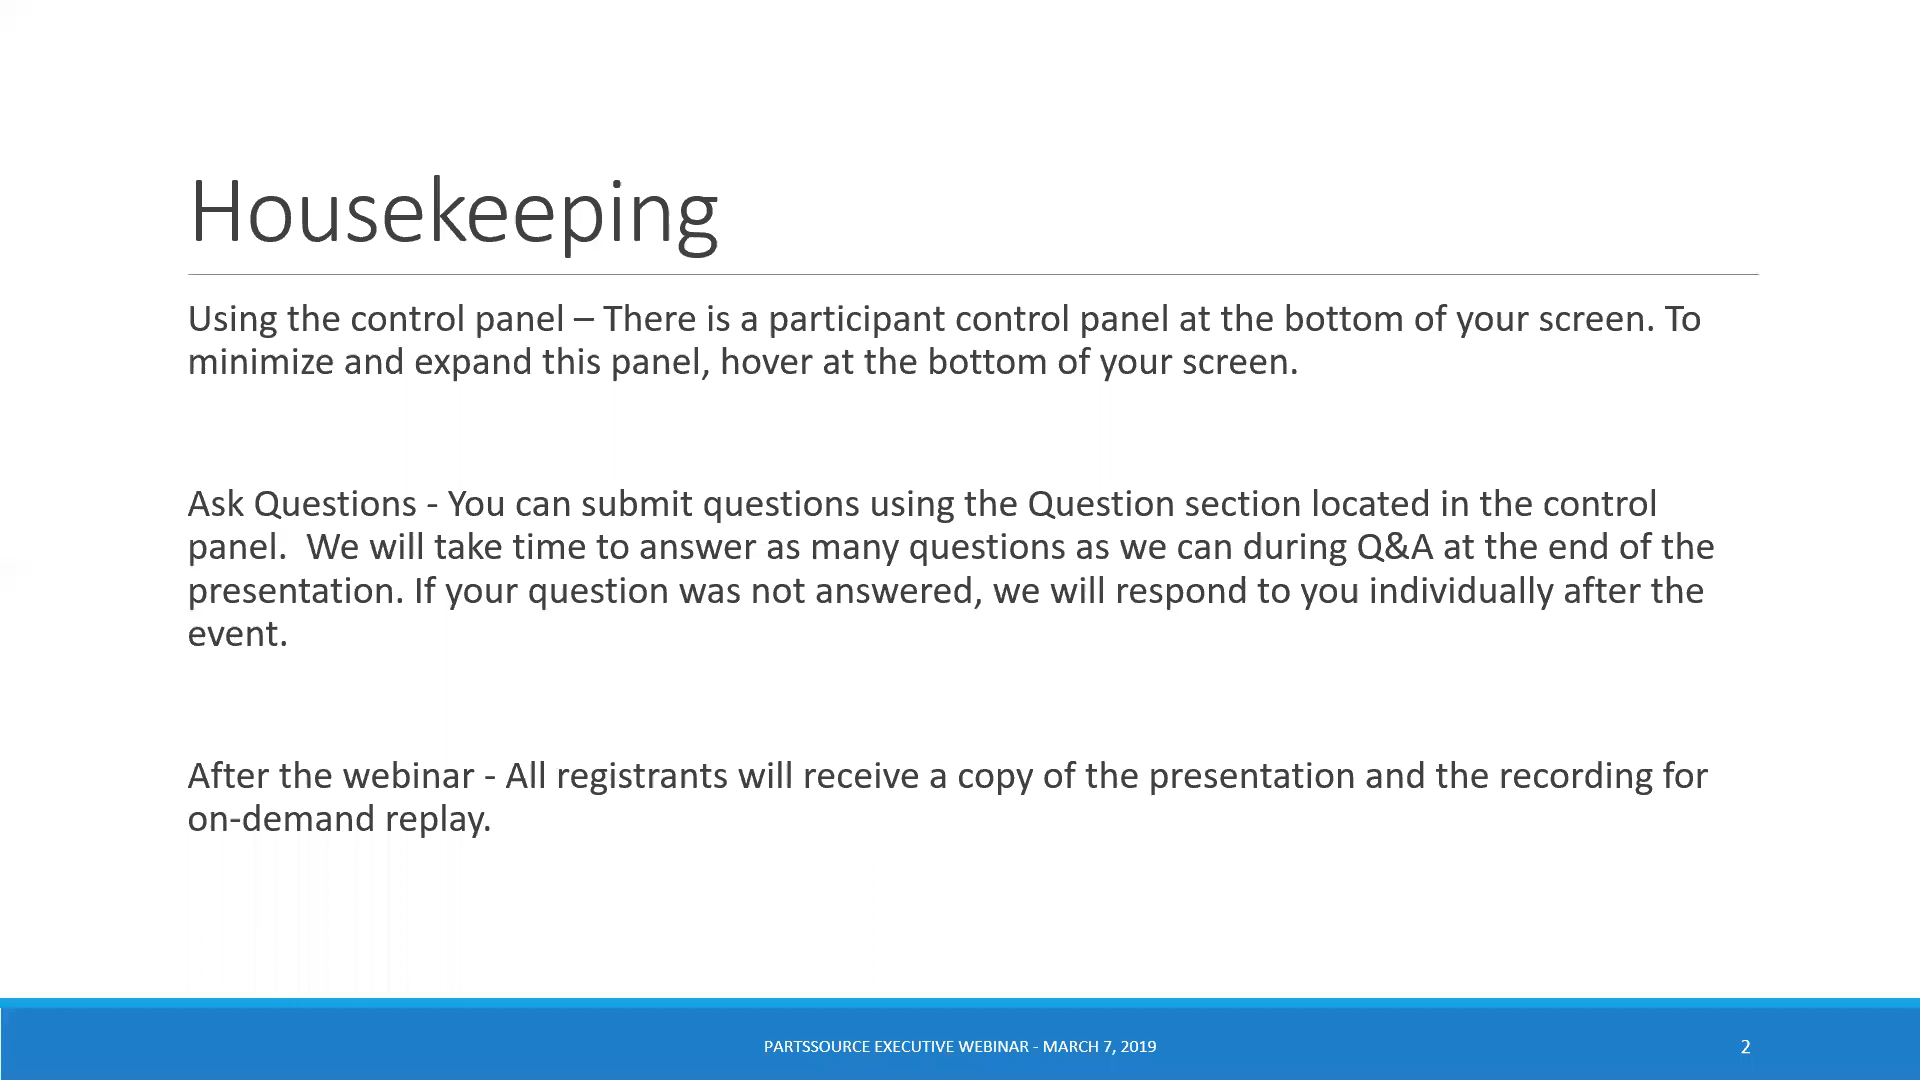 Housekeeping
Using the control panel – There is a participant control panel at the bottom of your screen. To
minimize and expand this panel, hover at the bottom of your screen.
Ask Questions - You can submit questions using the Question section located in the control
panel.  We will take time to answer as many questions as we can during Q&A at the end of the
presentation. If your question was not answered, we will respond to you individually after the
event.
After the webinar - All registrants will receive a copy of the presentation and the recording for
on-demand replay.
PARTSSOURCE EXECUTIVE WEBINAR - MARCH 7, 2019
2